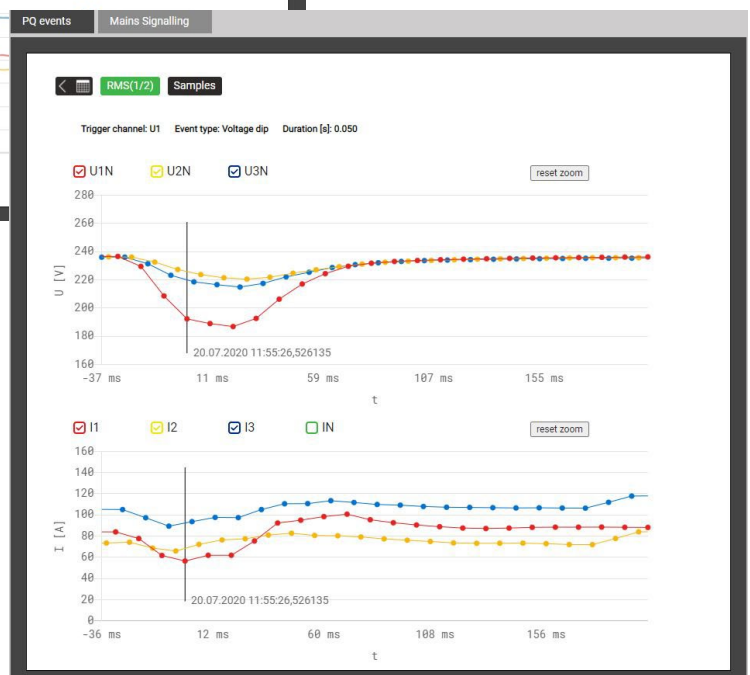 PQ events Mains Signalling
RMS(1/2) Samples
Trigger channel: U1 Event type: Voltage dip Duration [s]: 0.050
U1N U2N U3N reset zoom
280
260
240
220
200
180
160
U [V]
20.07.2020 11:55:26,526135
-37 ms 11 ms 59 ms 107 ms 155 ms
t
I1 I2 I3 IN reset zoom
160
140
120
100
80
60
40
20
0
I [A]
20.07.2020 11:55:26,526135
-36 ms 12 ms 60 ms 108 ms 156 ms
t